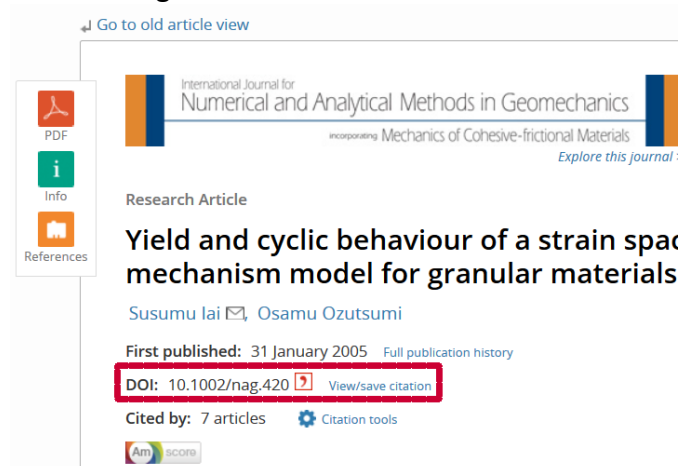 Go to old article view
International Journal for
Numerical and Analytical Methods in Geomechanics
incorporating Mechanics of Cohesive-frictional Materials
Explore this journal
PDF
i
Info
References
Research Article
Yield and cyclic behaviour of a strain spac
mechanism model for granular materials
Susumu Iai, Osamu Ozutsumi
First published: 31 January 2005 Full publication history
DOI: 10.1002/nag.420 View/save citation
Cited by: 7 articles Citation tools
Am score